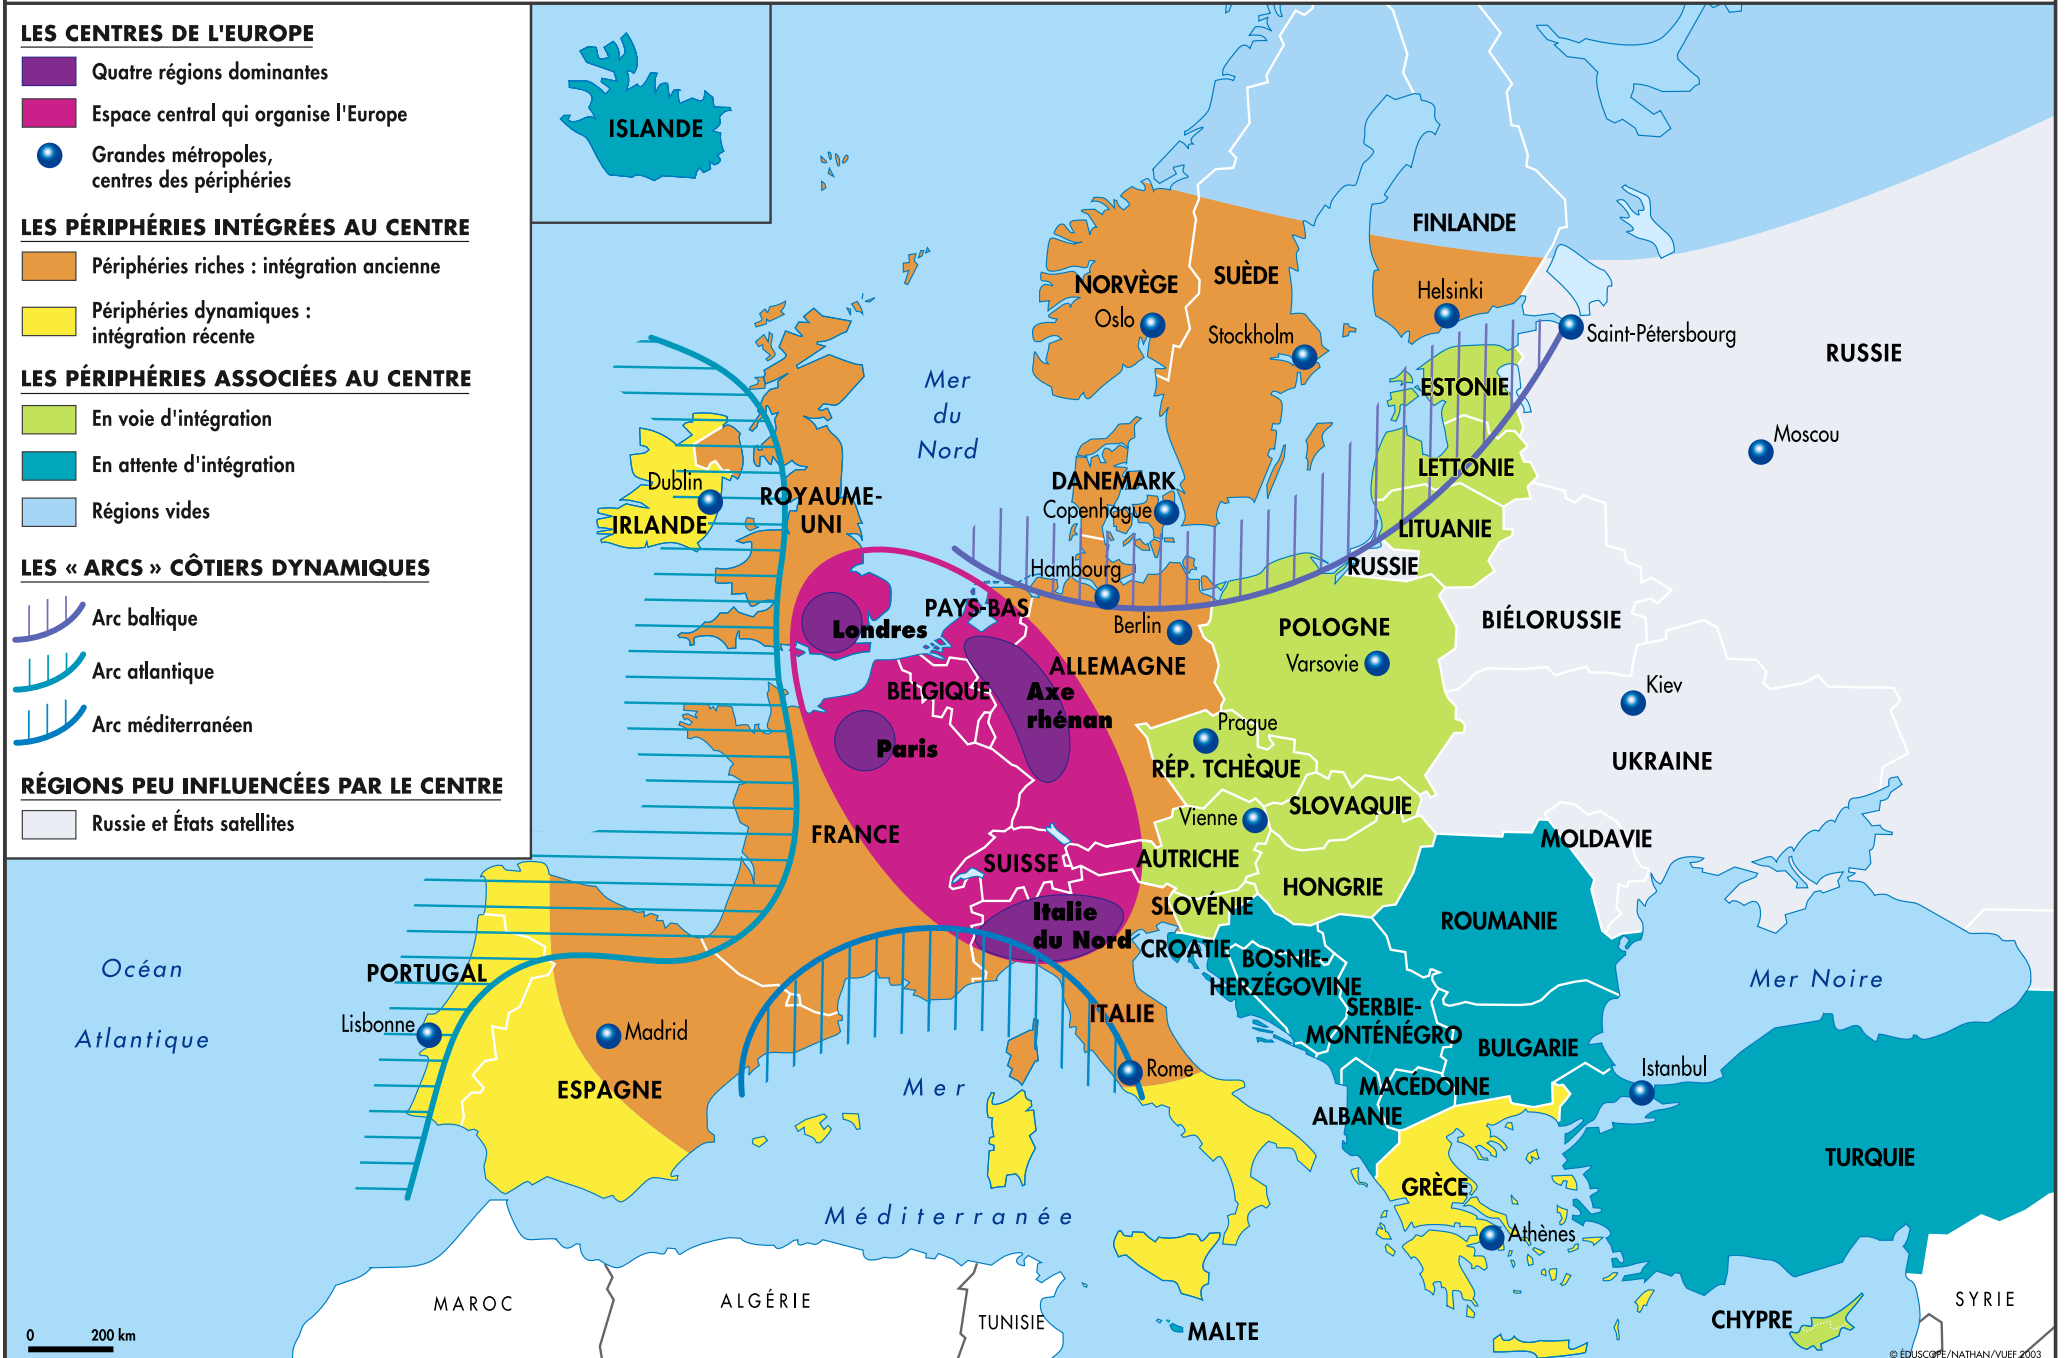 LES CENTRES DE L'EUROPE
Quatre régions dominantes
Espace central qui organise l'Europe
Grandes métropoles,
centres des périphéries
LES PÉRIPHÉRIES INTÉGRÉES AU CENTRE
Périphéries riches : intégration ancienne
Périphéries dynamiques :
intégration récente
LES PÉRIPHÉRIES ASSOCIÉES AU CENTRE
En voie d'intégration
En attente d'intégration
Régions vides
LES « ARCS » CÔTIERS DYNAMIQUES
Arc baltique
Arc atlantique
Arc méditerranéen
RÉGIONS PEU INFLUENCÉES PAR LE CENTRE
Russie et États satellites
ISLANDE
FINLANDE
NORVÈGE
SUÈDE
Helsinki
Oslo
Stockholm
Saint-Pétersbourg
RUSSIE
Mer
du
Nord
ESTONIE
Moscou
LETTONIE
Dublin
IRLANDE
ROYAUME-
UNI
DANEMARK
Copenhague
LITUANIE
RUSSIE
Hambourg
PAYS-BAS
Londres
Berlin
POLOGNE
Varsovie
BIÉLORUSSIE
ALLEMAGNE
BELGIQUE
Axe
rhénan
Kiev
Paris
Prague
RÉP. TCHÈQUE
UKRAINE
SLOVAQUIE
Vienne
FRANCE
MOLDAVIE
SUISSE
AUTRICHE
HONGRIE
SLOVÉNIE
Italie
du Nord
ROUMANIE
CROATIE
BOSNIE-
HERZÉGOVINE
Océan
Atlantique
PORTUGAL
Mer Noire
SERBIE-
MONTÉNÉGRO
Lisbonne
Madrid
ITALIE
BULGARIE
ESPAGNE
Rome
Istanbul
MACÉDOINE
ALBANIE
Mer
Méditerranée
TURQUIE
GRÈCE
Athènes
MAROC
ALGÉRIE
TUNISIE
MALTE
CHYPRE
SYRIE
0 200 km
© ÉDUSCOPE/NATHAN/VUEF 2003